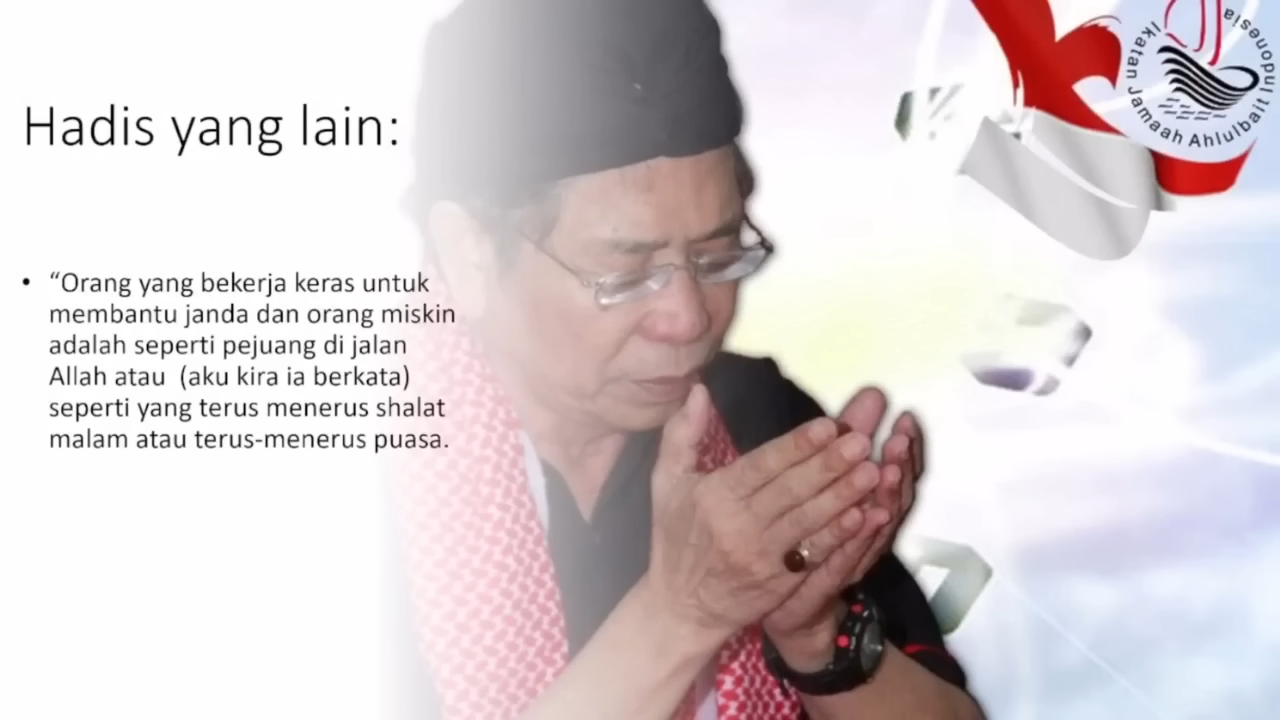 Hadis yang lain:
• “Orang yang bekerja keras untuk
membantu janda dan orang miskin
adalah seperti pejuang di jalan
Allah atau  (aku kira ia berkata)
seperti yang terus menerus shalat
malam atau terus-menerus puasa.
Ikatan Jamaah Ahlulbait Indonesia